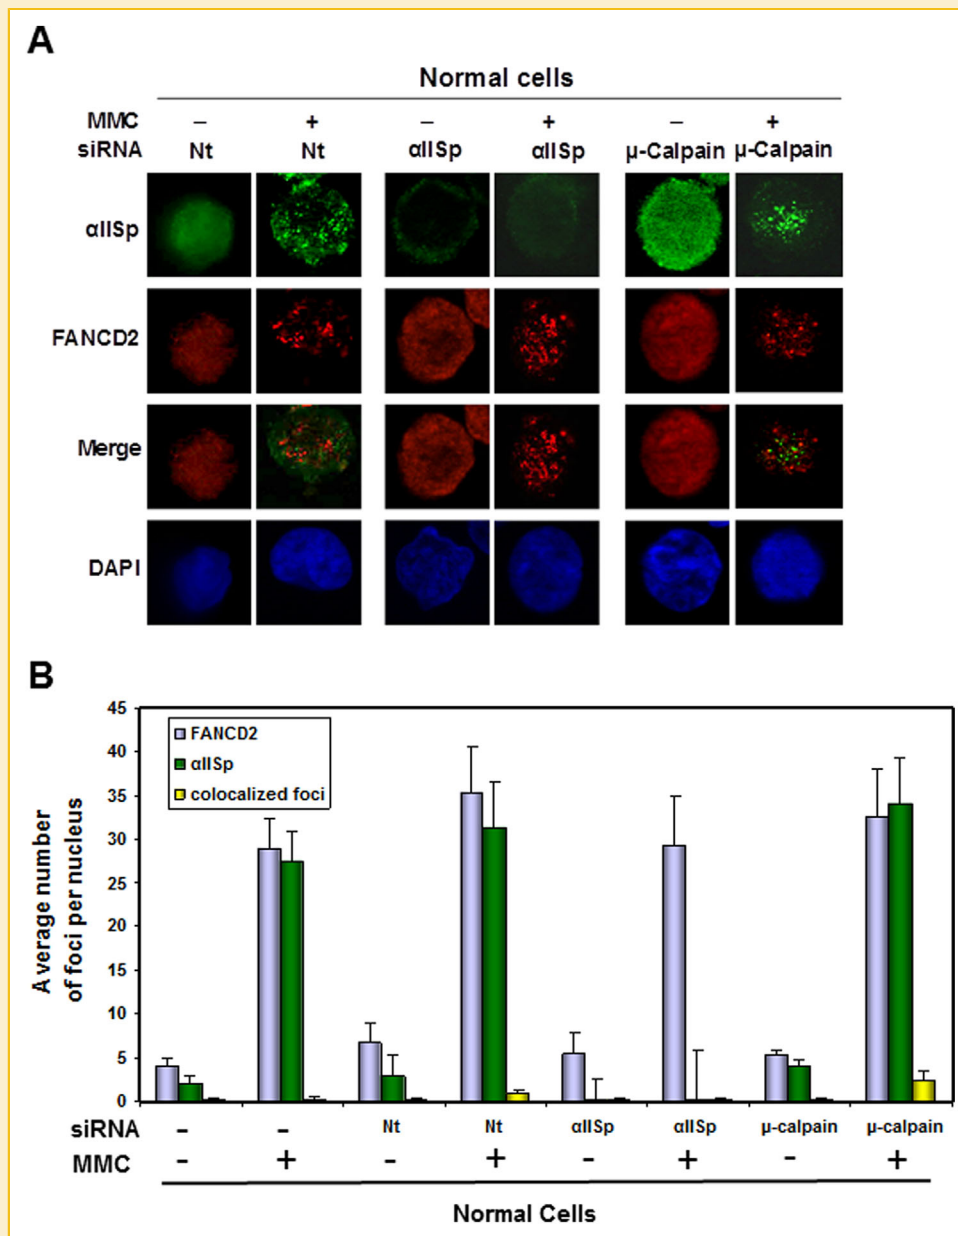 A
Normal cells
MMC – + – + – +
siRNA Nt Nt αIISp αIISp μ-Calpain μ-Calpain
αIISp
FANCD2
Merge
DAPI
B
45
40
35
30
25
20
15
10
5
0
Average number
of foci per nucleus
FANCD2
αIISp
colocalized foci
siRNA - - Nt Nt αIISp αIISp μ-calpain μ-calpain
MMC - + - + - + - +
Normal Cells